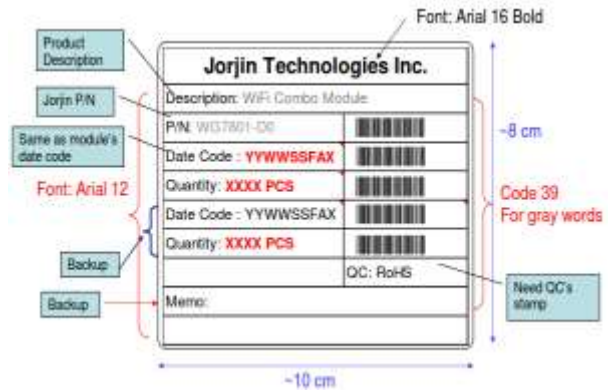 Font: Arial 16 Bold
Product
Description
Jorjin Technologies Inc.
Description: WiFi Combo Module
Jorjin P/N
P/N: WG7801-D0
~8 cm
Same as module's
date code
Date Code : YYWWSSFAX
Font: Arial 12
Quantity: XXXX PCS
Code 39
For gray words
Date Code : YYWWSSFAX
Quantity: XXXX PCS
Backup
QC: RoHS
Need QC's
stamp
Backup
Memo:
~10 cm